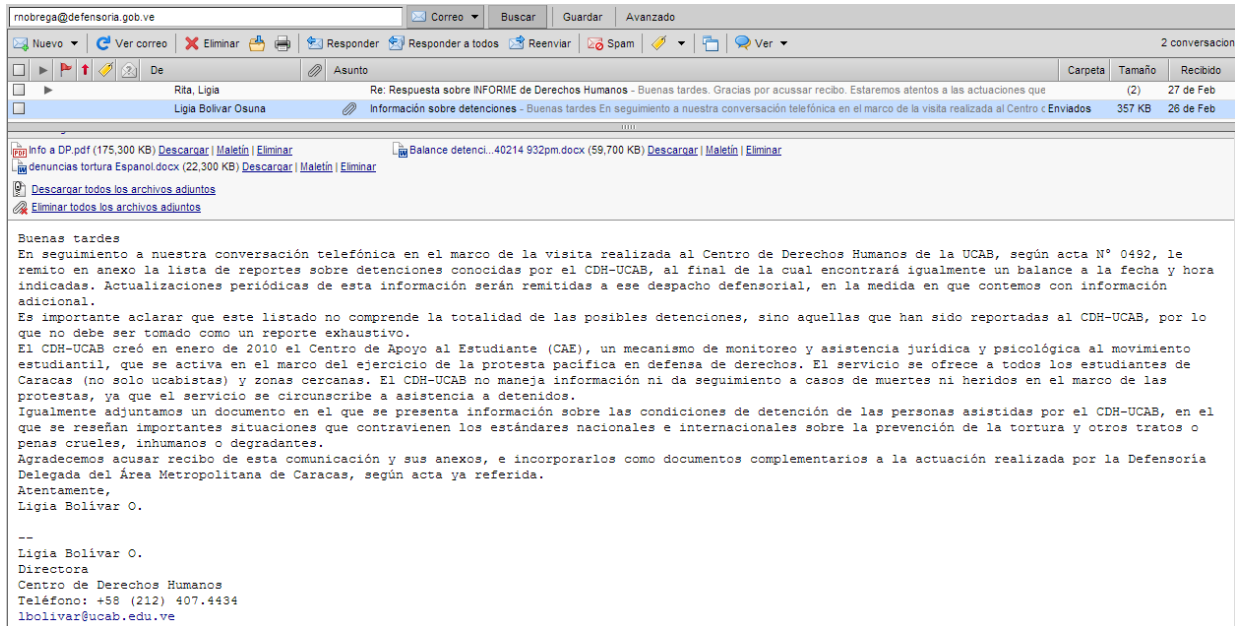 rnobrega@defensoria.gob.ve Correo Buscar Guardar Avanzado
Nuevo Ver correo Eliminar Responder Responder a todos Reenviar Spam Ver 2 conversacion
De Asunto Carpeta Tamaño Recibido
Rita, Ligia Re: Respuesta sobre INFORME de Derechos Humanos - Buenas tardes. Gracias por acussar recibo. Estaremos atentos a las actuaciones que (2) 27 de Feb
Ligia Bolivar Osuna Información sobre detenciones - Buenas tardes En seguimiento a nuestra conversación telefónica en el marco de la visita realizada al Centro c Enviados 357 KB 26 de Feb
Info a DP.pdf (175,300 KB) Descargar | Maletín | Eliminar Balance detenci...40214 932pm.docx (59,700 KB) Descargar | Maletín | Eliminar
denuncias tortura Espanol.docx (22,300 KB) Descargar | Maletín | Eliminar
Descargar todos los archivos adjuntos
Eliminar todos los archivos adjuntos
Buenas tardes
En seguimiento a nuestra conversación telefónica en el marco de la visita realizada al Centro de Derechos Humanos de la UCAB, según acta N° 0492, le
remito en anexo la lista de reportes sobre detenciones conocidas por el CDH-UCAB, al final de la cual encontrará igualmente un balance a la fecha y hora
indicadas. Actualizaciones periódicas de esta información serán remitidas a ese despacho defensorial, en la medida en que contemos con información
adicional.
Es importante aclarar que este listado no comprende la totalidad de las posibles detenciones, sino aquellas que han sido reportadas al CDH-UCAB, por lo
que no debe ser tomado como un reporte exhaustivo.
El CDH-UCAB creó en enero de 2010 el Centro de Apoyo al Estudiante (CAE), un mecanismo de monitoreo y asistencia jurídica y psicológica al movimiento
estudiantil, que se activa en el marco del ejercicio de la protesta pacífica en defensa de derechos. El servicio se ofrece a todos los estudiantes de
Caracas (no solo ucabistas) y zonas cercanas. El CDH-UCAB no maneja información ni da seguimiento a casos de muertes ni heridos en el marco de las
protestas, ya que el servicio se circunscribe a asistencia a detenidos.
Igualmente adjuntamos un documento en el que se presenta información sobre las condiciones de detención de las personas asistidas por el CDH-UCAB, en el
que se reseñan importantes situaciones que contravienen los estándares nacionales e internacionales sobre la prevención de la tortura y otros tratos o
penas crueles, inhumanos o degradantes.
Agradecemos acusar recibo de esta comunicación y sus anexos, e incorporarlos como documentos complementarios a la actuación realizada por la Defensoría
Delegada del Área Metropolitana de Caracas, según acta ya referida.
Atentamente,
Ligia Bolívar O.
--
Ligia Bolívar O.
Directora
Centro de Derechos Humanos
Teléfono: +58 (212) 407.4434
lbolivar@ucab.edu.ve